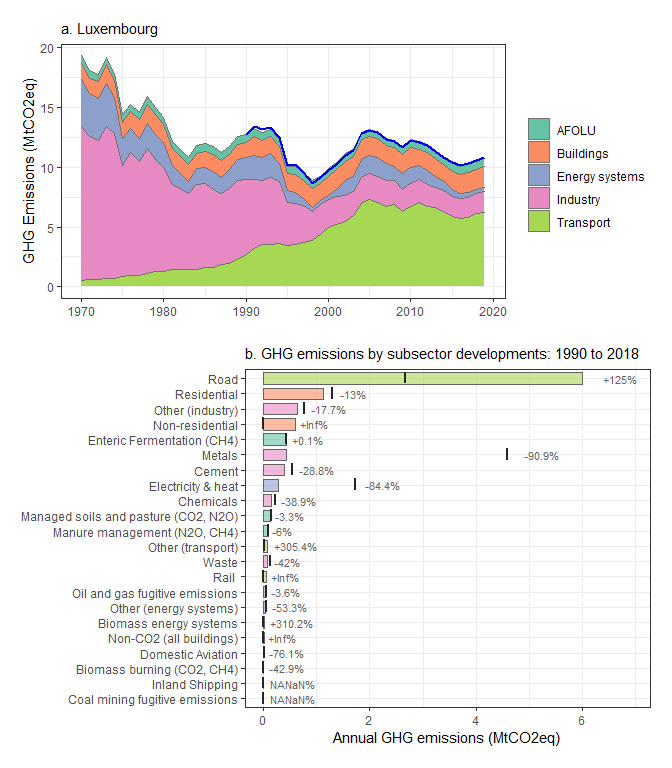 a. Luxembourg
GHG Emissions (MtCO2eq)
20
15
10
5
0
1970
1980
1990
2000
2010
2020
AFOLU
Buildings
Energy systems
Industry
Transport
b. GHG emissions by subsector developments: 1990 to 2018
Road +125%
Residential -13%
Other (industry) -17.7%
Non-residential +Inf%
Enteric Fermentation (CH4) +0.1%
Metals -90.9%
Cement -28.8%
Electricity & heat -84.4%
Chemicals -38.9%
Managed soils and pasture (CO2, N2O) -3.3%
Manure management (N2O, CH4) -6%
Other (transport) +305.4%
Waste -42%
Rail +Inf%
Oil and gas fugitive emissions -3.6%
Other (energy systems) -53.3%
Biomass energy systems +310.2%
Non-CO2 (all buildings) +Inf%
Domestic Aviation -76.1%
Biomass burning (CO2, CH4) -42.9%
Inland Shipping NANaN%
Coal mining fugitive emissions NANaN%
0
2
4
6
Annual GHG emissions (MtCO2eq)